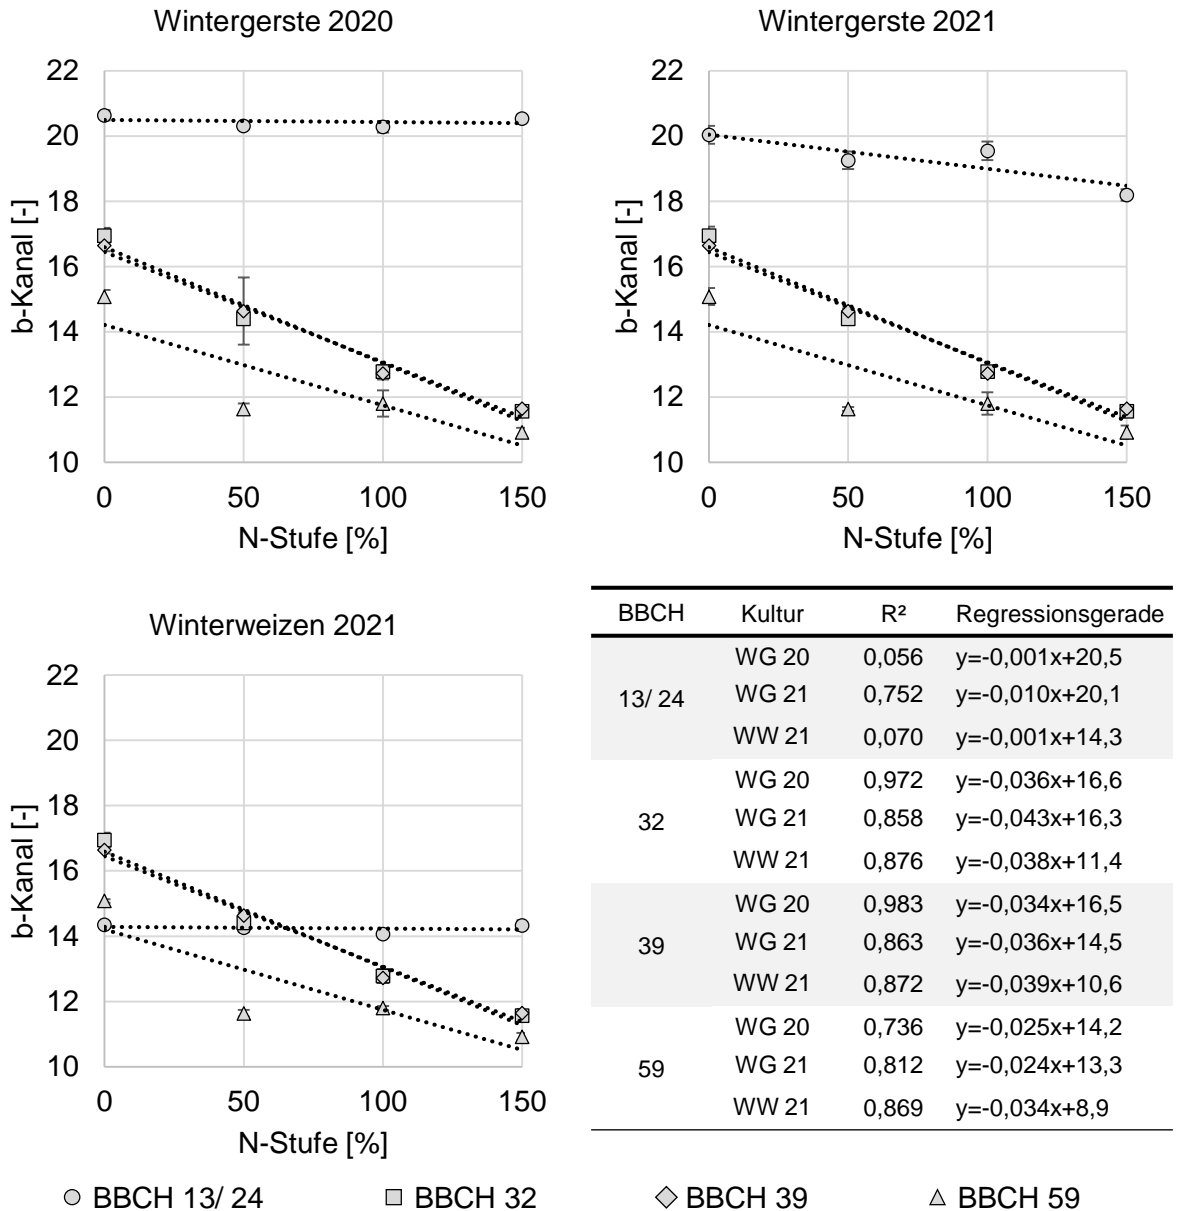 Wintergerste 2020
22
20
18
16
14
12
10
b-Kanal [-]
0 50 100 150
N-Stufe [%]
Wintergerste 2021
22
20
18
16
14
12
10
b-Kanal [-]
0 50 100 150
N-Stufe [%]
Winterweizen 2021
22
20
18
16
14
12
10
b-Kanal [-]
0 50 100 150
N-Stufe [%]
BBCH Kultur R² Regressionsgerade
13/ 24
WG 20 0,056 y=-0,001x+20,5
WG 21 0,752 y=-0,010x+20,1
WW 21 0,070 y=-0,001x+14,3
32
WG 20 0,972 y=-0,036x+16,6
WG 21 0,858 y=-0,043x+16,3
WW 21 0,876 y=-0,038x+11,4
39
WG 20 0,983 y=-0,034x+16,5
WG 21 0,863 y=-0,036x+14,5
WW 21 0,872 y=-0,039x+10,6
59
WG 20 0,736 y=-0,025x+14,2
WG 21 0,812 y=-0,024x+13,3
WW 21 0,869 y=-0,034x+8,9
BBCH 13/ 24 BBCH 32 BBCH 39 BBCH 59